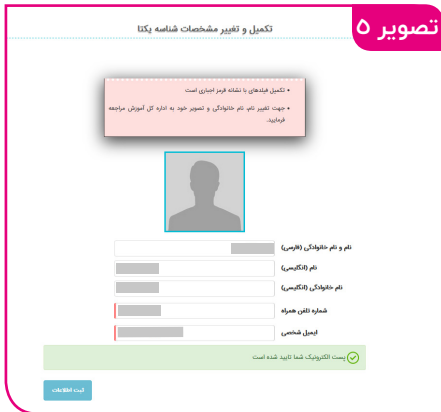 تصویر ۵
تکمیل و تغییر مشخصات شناسه یکتا
• تکمیل فیلدهای با نشانه قرمز اجباری است
• جهت تغییر نام، نام خانوادگی و تصویر خود به اداره کل آموزش مراجعه
فرمایید.
نام و نام خانوادگی (فارسی)
نام (انگلیسی)
نام خانوادگی (انگلیسی)
شماره تلفن همراه
ایمیل شخصی
پست الکترونیک شما تایید شده است
ثبت اطلاعات